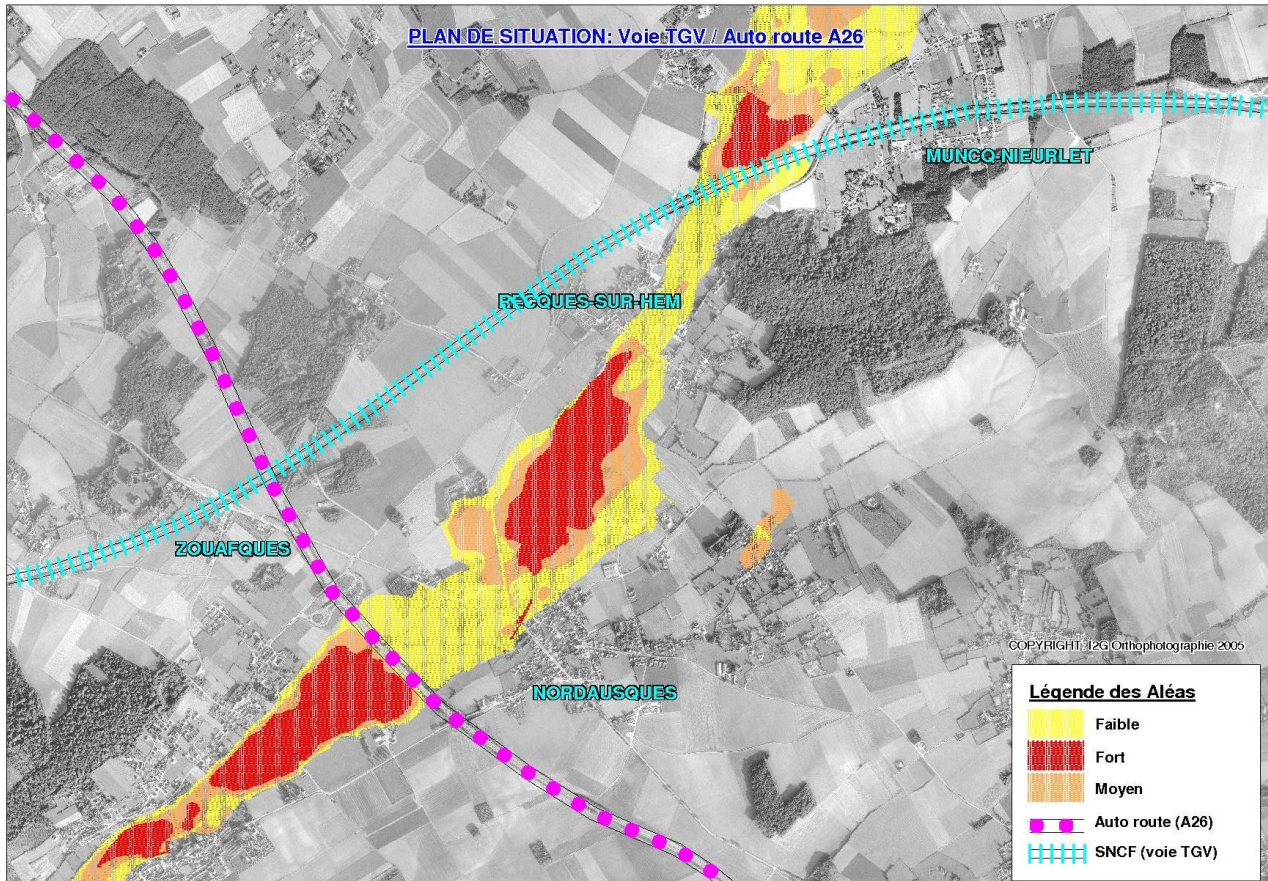 PLAN DE SITUATION: Voie TGV / Auto route A26
MUNCQ-NIEURLET
RECQUES-SUR-HEM
ZOUAFQUES
NORDAUSQUES
COPYRIGHT: I2G Orthophotographie 2005
Légende des Aléas
Faible
Fort
Moyen
Auto route (A26)
SNCF (voie TGV)